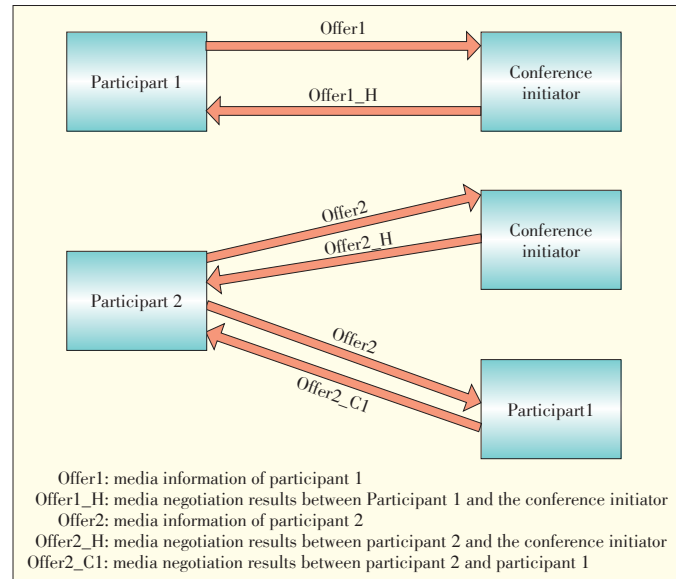 Offer1
Participart 1
Conference
initiator
Offer1_H
Offer2
Conference
initiator
Offer2_H
Participart 2
Offer2
Offer2_C1
Participart1
Offer1: media information of participant 1
Offer1_H: media negotiation results between Participant 1 and the conference initiator
Offer2: media information of participant 2
Offer2_H: media negotiation results between participant 2 and the conference initiator
Offer2_C1: media negotiation results between participant 2 and participant 1